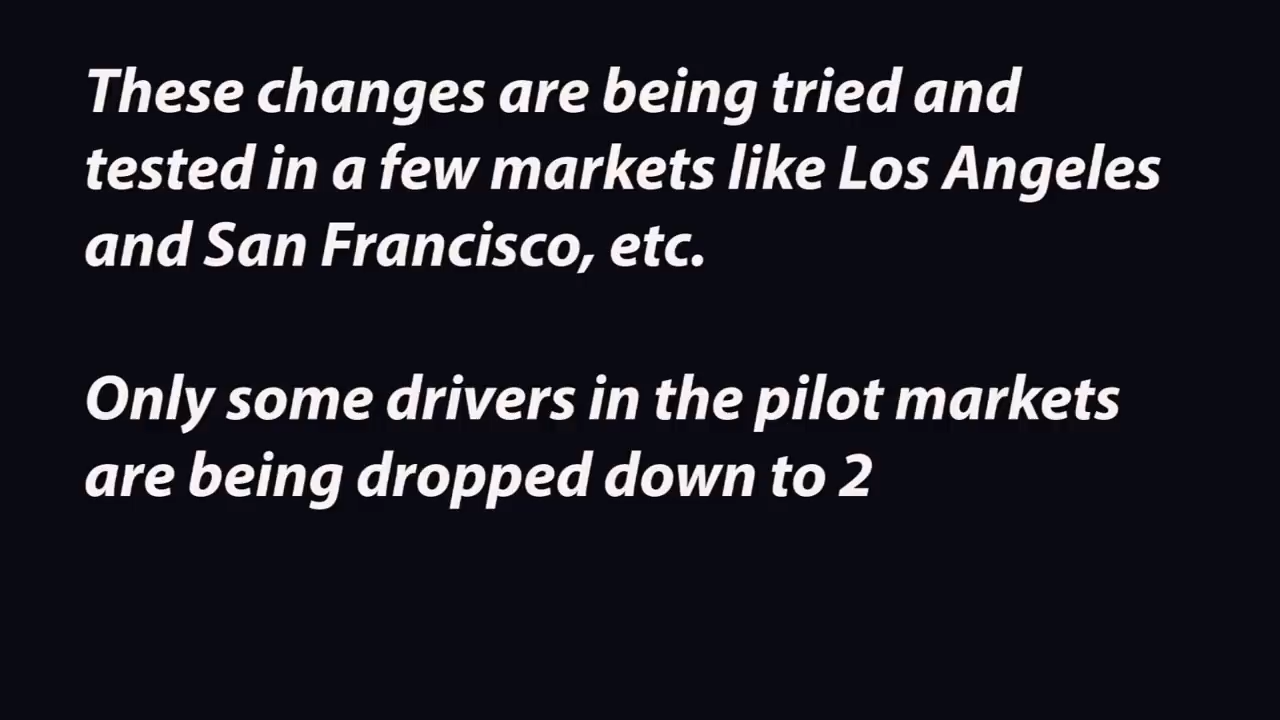 These changes are being tried and
tested in a few markets like Los Angeles
and San Francisco, etc.
Only some drivers in the pilot markets
are being dropped down to 2